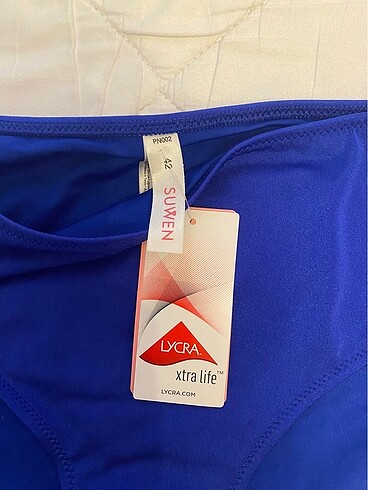 PN002
42
SUWEN
LYCRA.
xtra life™
LYCRA.COM